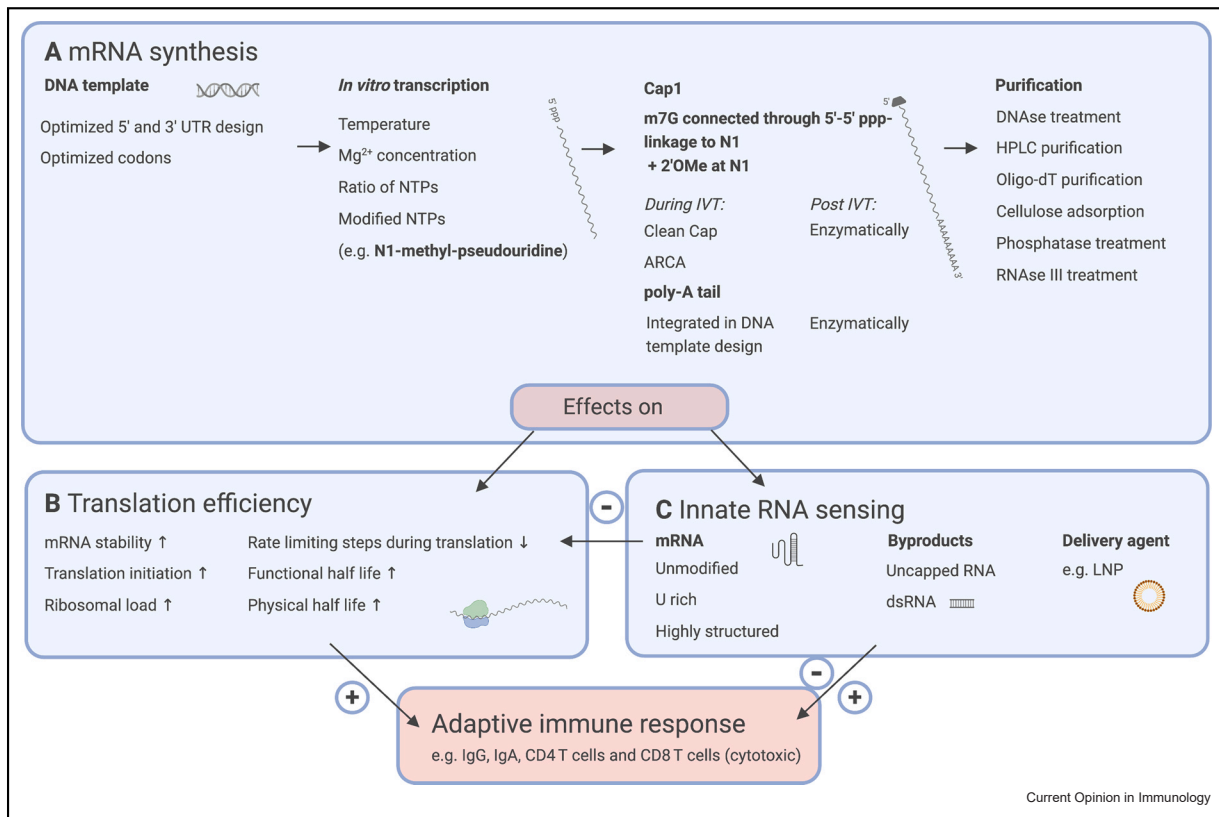 A mRNA synthesis
DNA template
Optimized 5' and 3' UTR design
Optimized codons
In vitro transcription
Temperature
Mg²⁺ concentration
Ratio of NTPs
Modified NTPs
(e.g. N1-methyl-pseudouridine)
5' ppp
Cap1
m7G connected through 5'-5' ppp-
linkage to N1
+ 2'OMe at N1
During IVT:
Clean Cap
ARCA
Post IVT:
Enzymatically
poly-A tail
Integrated in DNA
template design
Enzymatically
5'
AAAAAAAAA 3'
Purification
DNAse treatment
HPLC purification
Oligo-dT purification
Cellulose adsorption
Phosphatase treatment
RNAse III treatment
Effects on
B Translation efficiency
mRNA stability ↑
Translation initiation ↑
Ribosomal load ↑
Rate limiting steps during translation ↓
Functional half life ↑
Physical half life ↑
-
C Innate RNA sensing
mRNA
Unmodified
U rich
Highly structured
Byproducts
Uncapped RNA
dsRNA
Delivery agent
e.g. LNP
+
-
+
Adaptive immune response
e.g. IgG, IgA, CD4 T cells and CD8 T cells (cytotoxic)
Current Opinion in Immunology